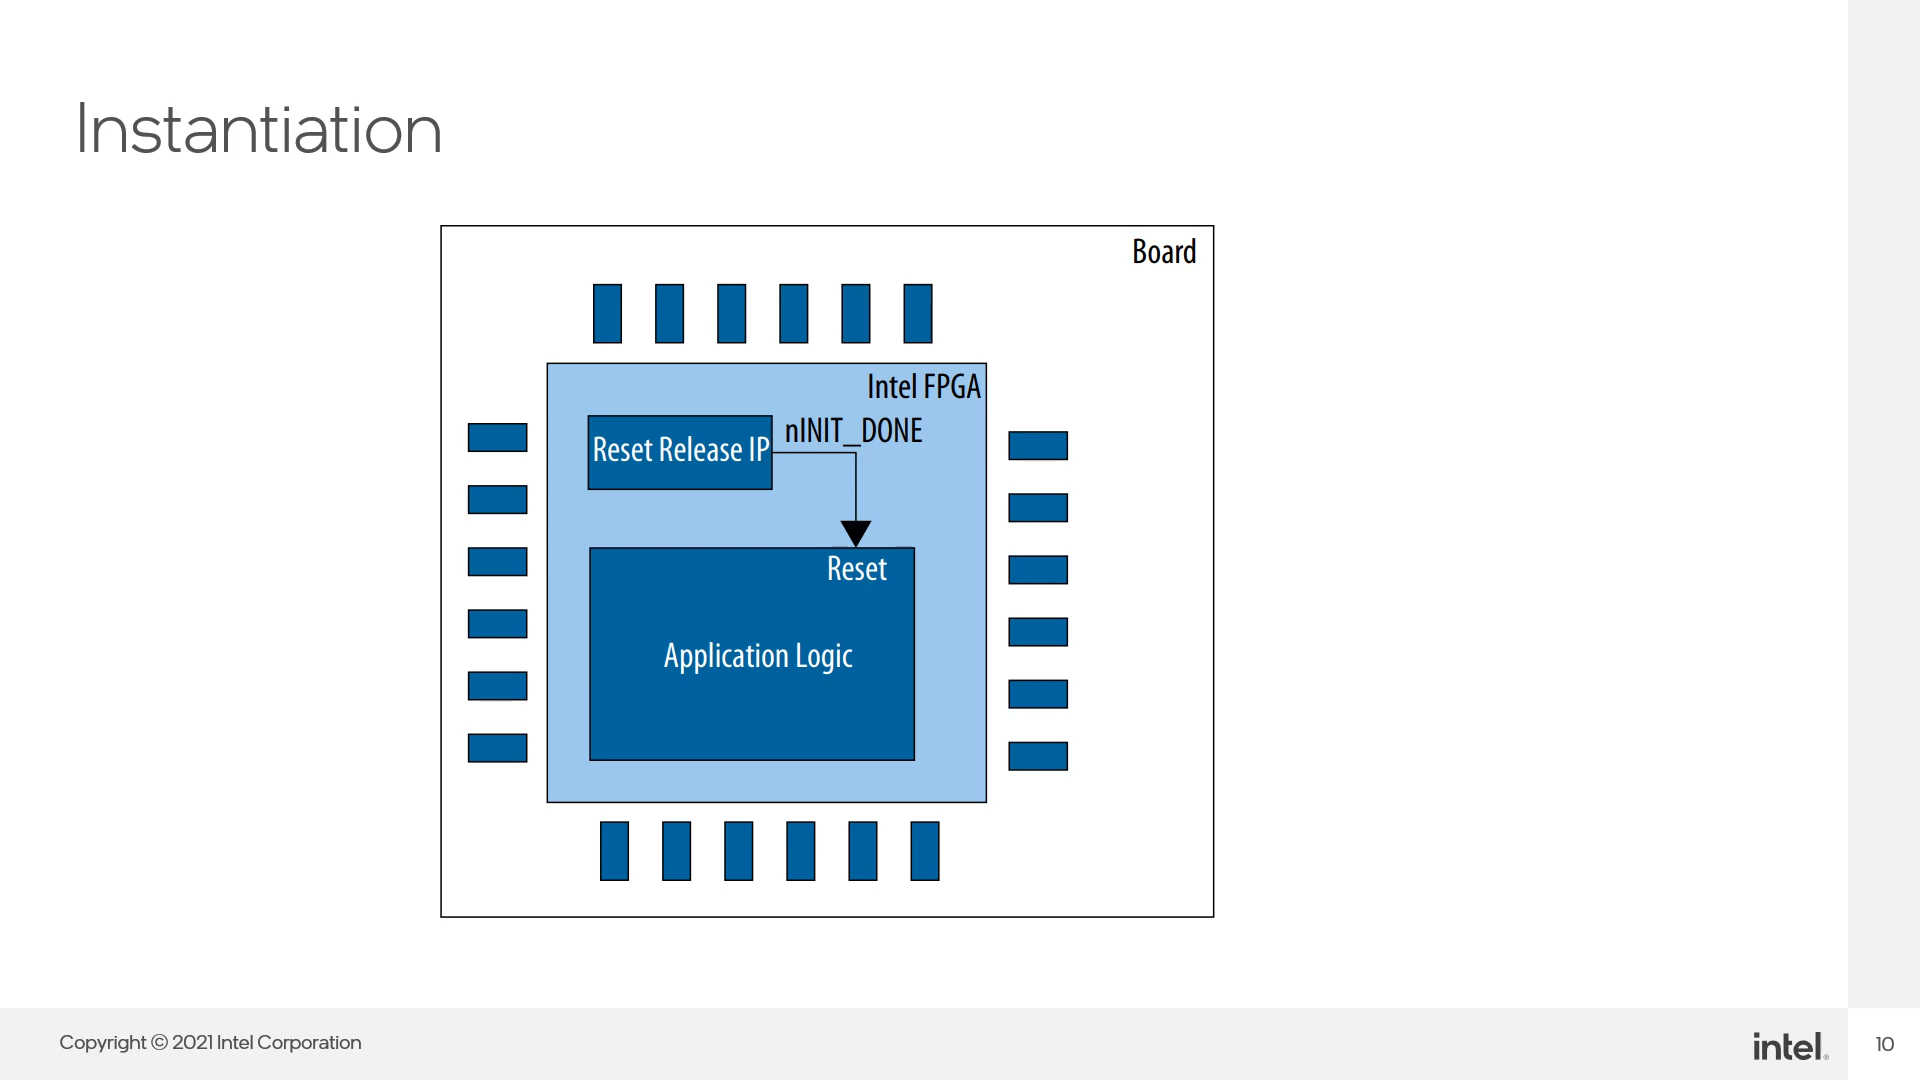 Instantiation
Board
Intel FPGA
nINIT_DONE
Reset Release IP
Reset
Application Logic
Copyright © 2021 Intel Corporation
intel®
10